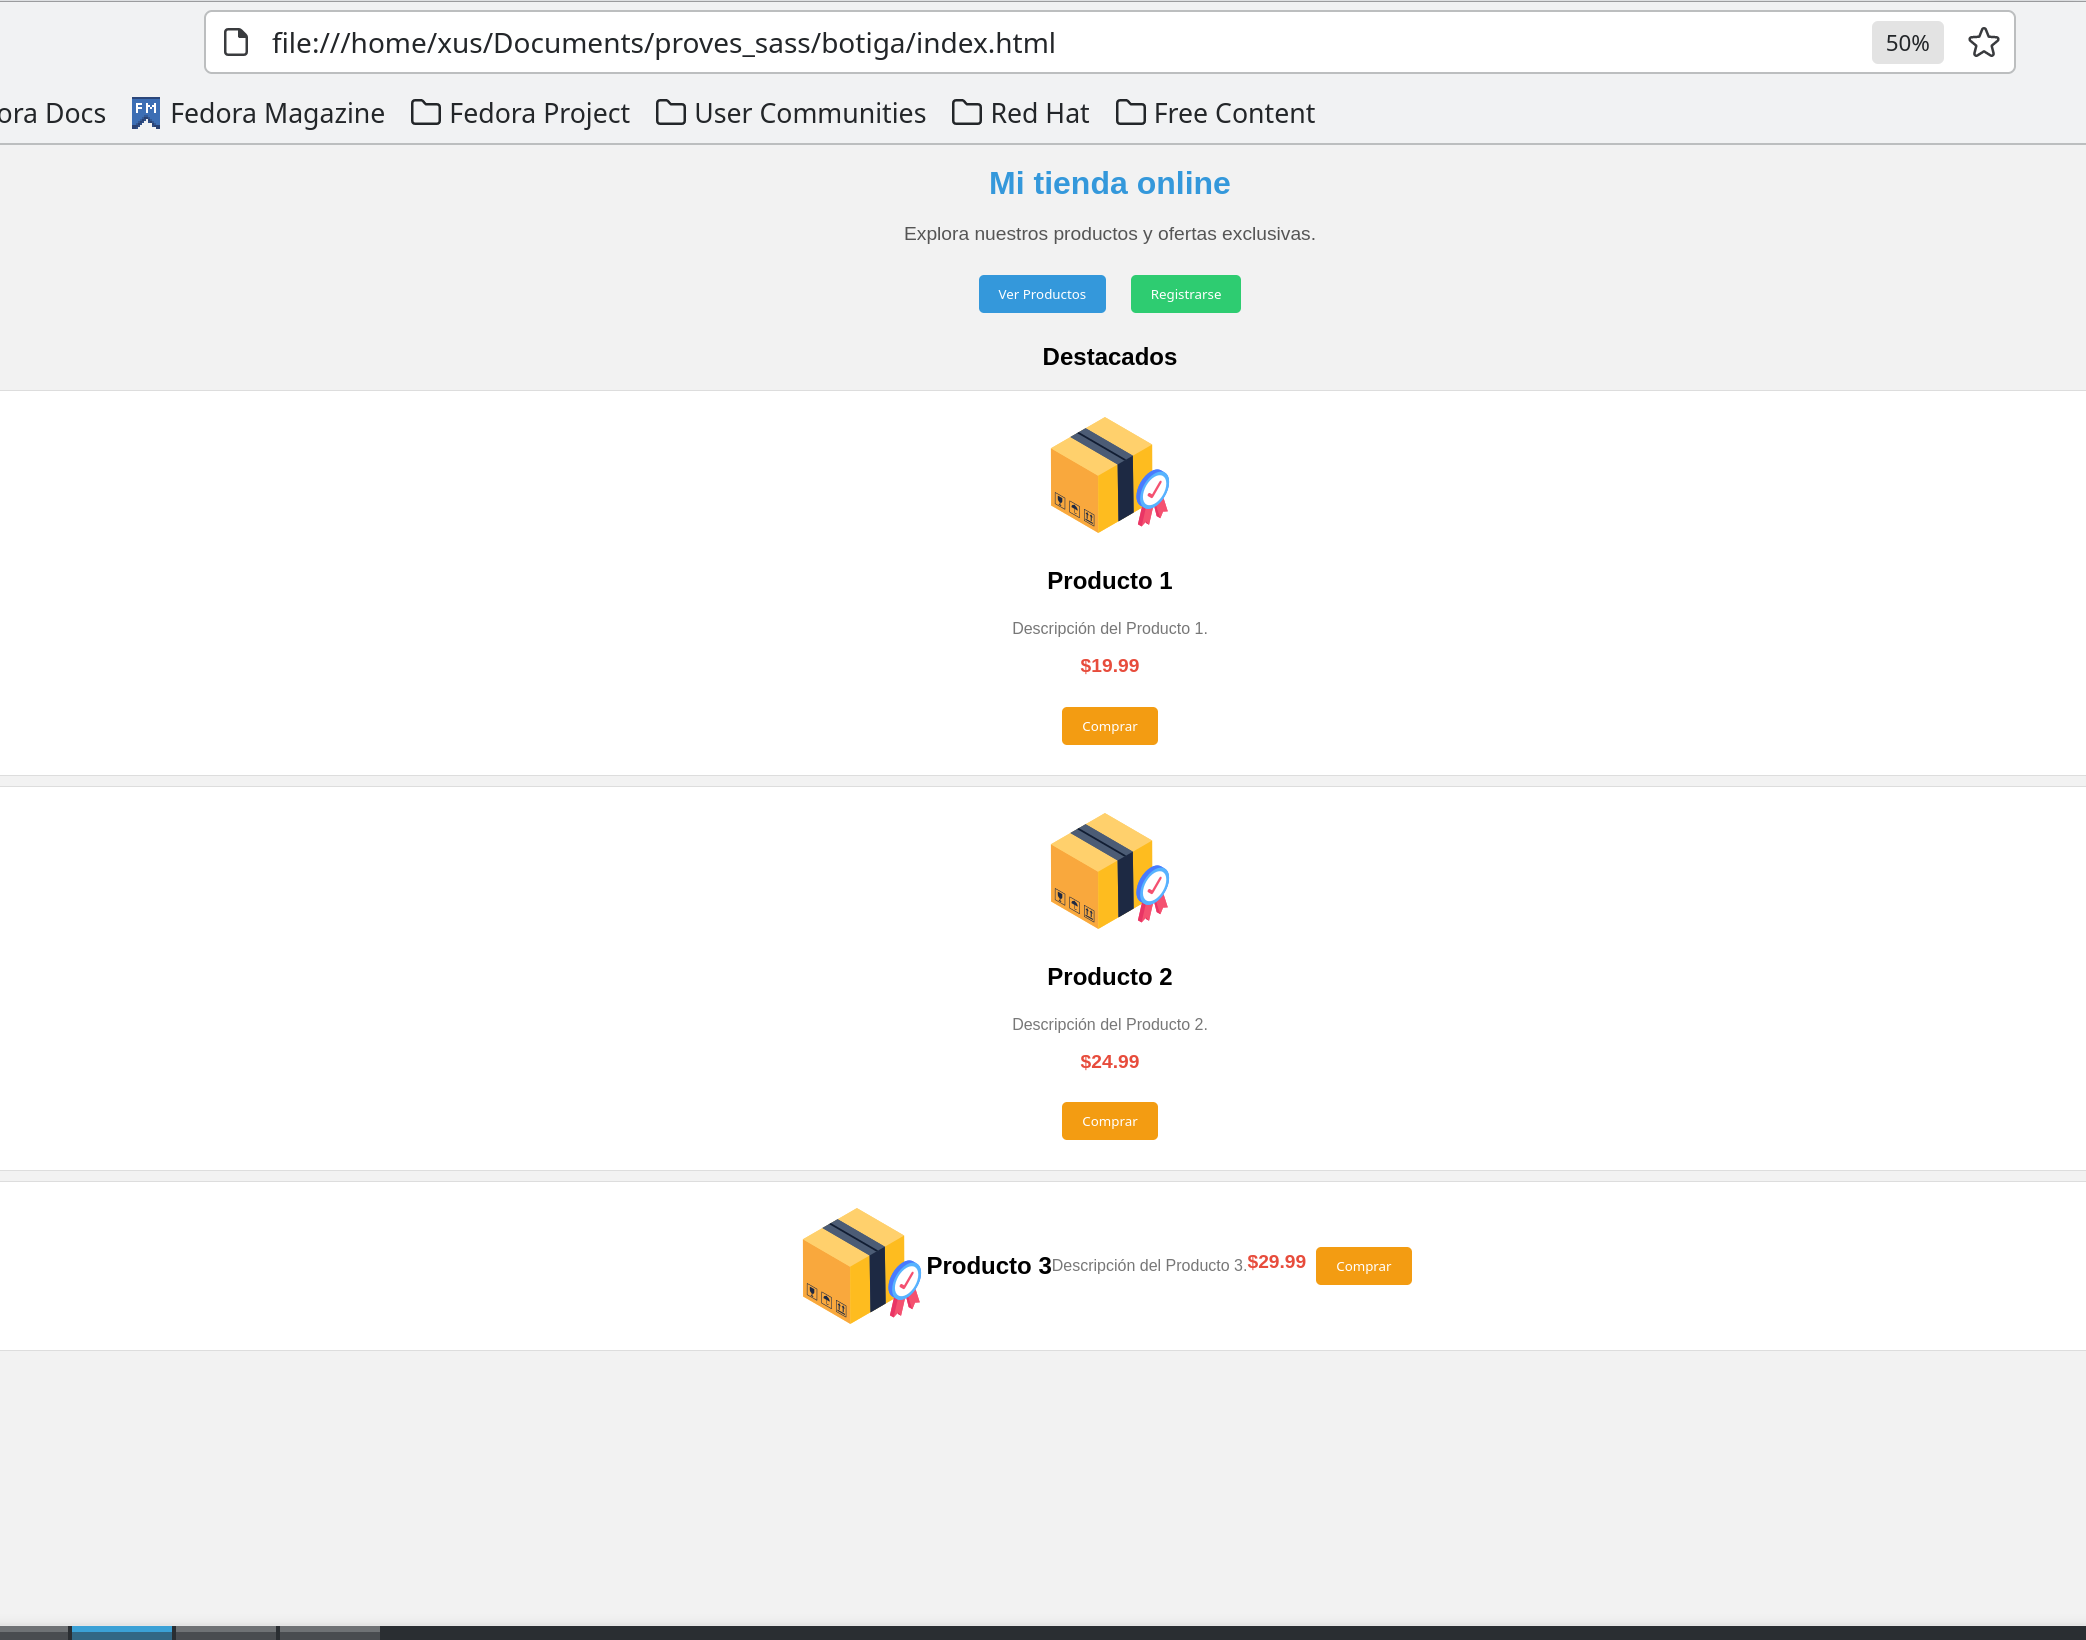 file:///home/xus/Documents/proves_sass/botiga/index.html 50%
ora Docs Fedora Magazine Fedora Project User Communities Red Hat Free Content
Mi tienda online
Explora nuestros productos y ofertas exclusivas.
Ver Productos Registrarse
Destacados
Producto 1
Descripción del Producto 1.
$19.99
Comprar
Producto 2
Descripción del Producto 2.
$24.99
Comprar
Producto 3 Descripción del Producto 3. $29.99 Comprar